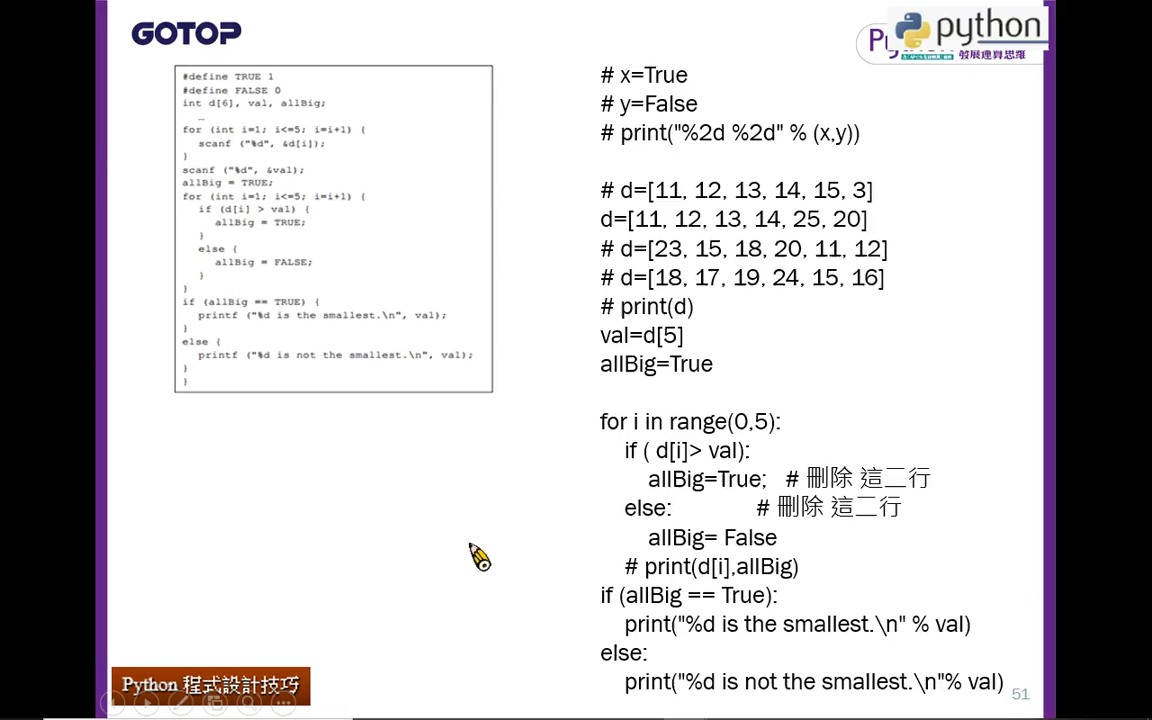 GOTOP
python
發展運算思維
#define TRUE 1
#define FALSE 0
int d[6], val, allBig;
…
for (int i=1; i<=5; i=i+1) {
scanf ("%d", &d[i]);
}
scanf ("%d", &val);
allBig = TRUE;
for (int i=1; i<=5; i=i+1) {
if (d[i] > val) {
allBig = TRUE;
}
else {
allBig = FALSE;
}
}
if (allBig == TRUE) {
printf ("%d is the smallest.\n", val);
}
else {
printf ("%d is not the smallest.\n", val);
}
}
# x=True
# y=False
# print("%2d %2d" % (x,y))
# d=[11, 12, 13, 14, 15, 3]
d=[11, 12, 13, 14, 25, 20]
# d=[23, 15, 18, 20, 11, 12]
# d=[18, 17, 19, 24, 15, 16]
# print(d)
val=d[5]
allBig=True
for i in range(0,5):
if ( d[i]> val):
allBig=True; # 刪除 這二行
else: # 刪除 這二行
allBig= False
# print(d[i],allBig)
if (allBig == True):
print("%d is the smallest.\n" % val)
else:
print("%d is not the smallest.\n"% val)
Python 程式設計技巧
51